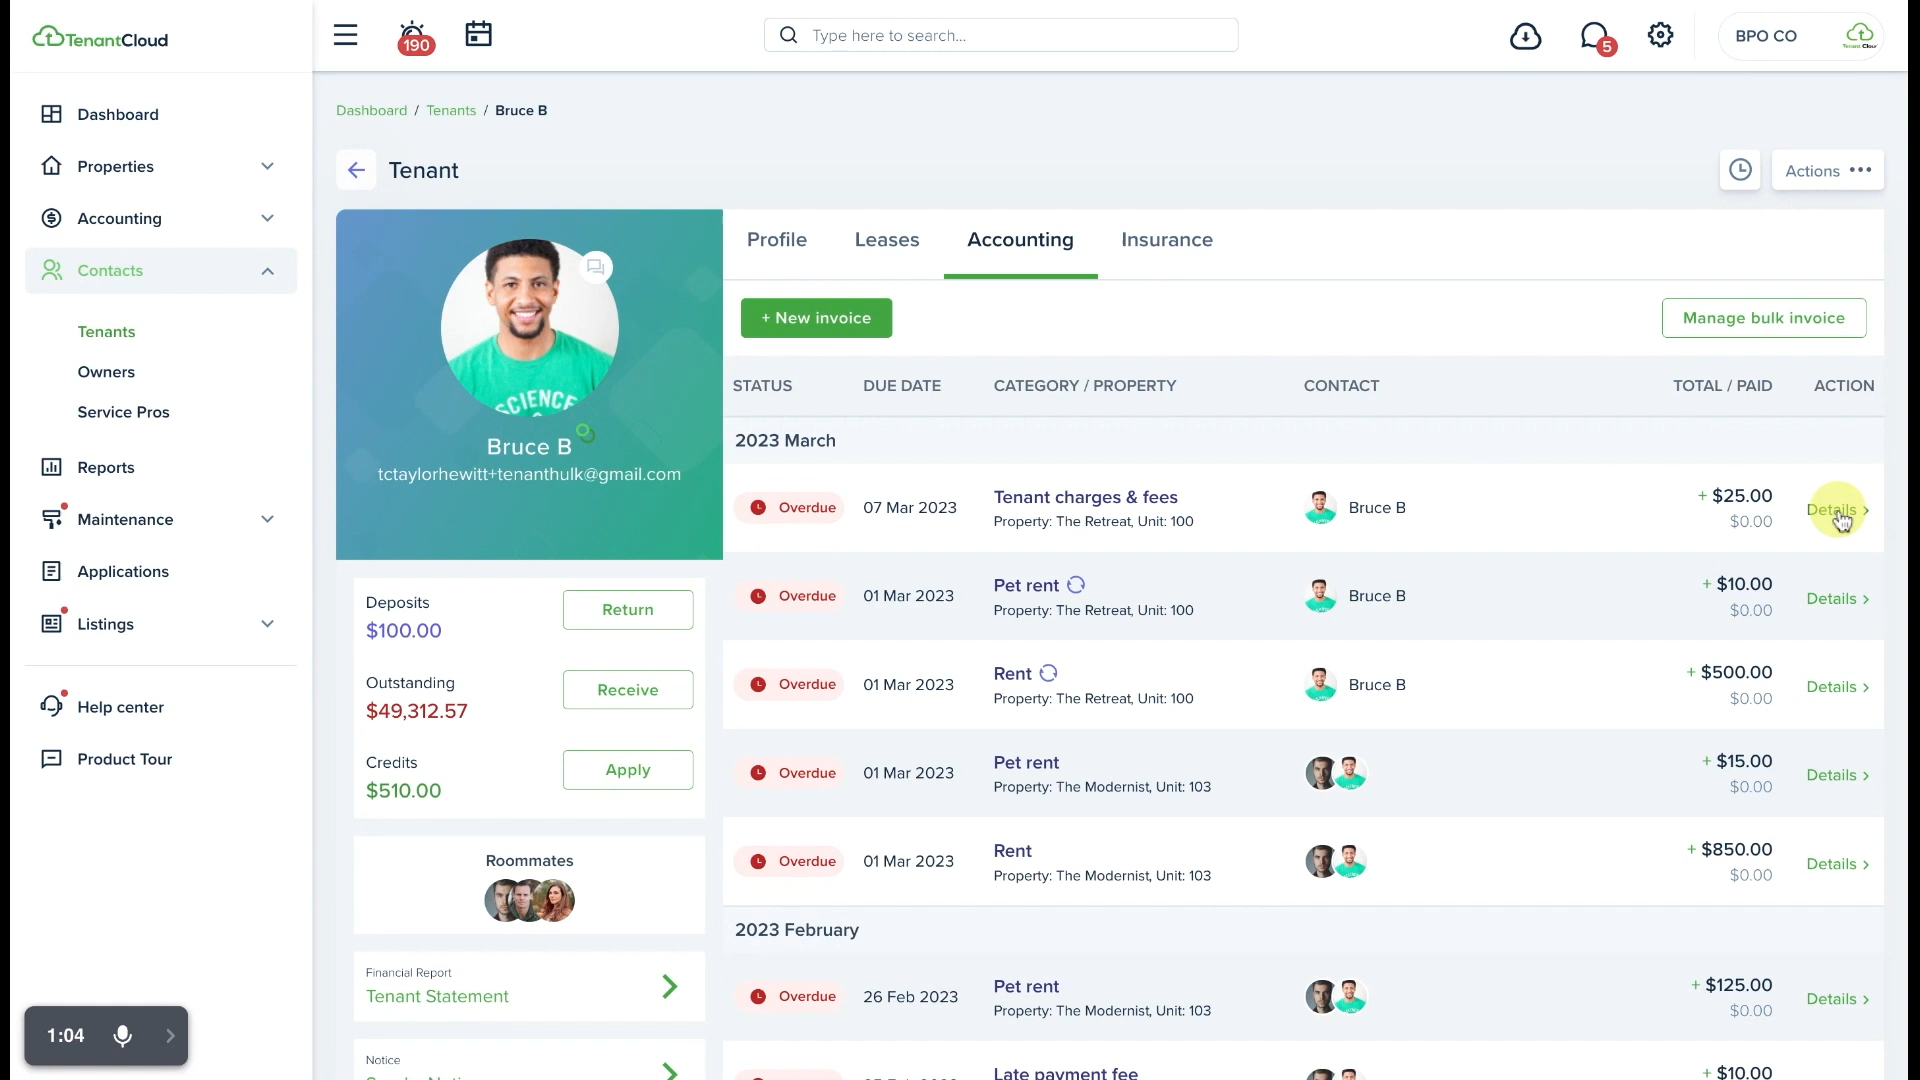 TenantCloud
190
Type here to search...
5
BPO CO
Tenant Cloud
Dashboard
Properties
Accounting
Contacts
Tenants
Owners
Service Pros
Reports
Maintenance
Applications
Listings
Help center
Product Tour
1:04
Dashboard / Tenants / Bruce B
Tenant
Actions
SCIENCE
Bruce B
tctaylorhewitt+tenanthulk@gmail.com
Deposits
$100.00
Return
Outstanding
$49,312.57
Receive
Credits
$510.00
Apply
Roommates
Financial Report
Tenant Statement
Notice
Profile Leases Accounting Insurance
+ New invoice
Manage bulk invoice
STATUS DUE DATE CATEGORY / PROPERTY CONTACT TOTAL / PAID ACTION
2023 March
Overdue 07 Mar 2023 Tenant charges & fees Bruce B + $25.00 Details
Property: The Retreat, Unit: 100 $0.00
Overdue 01 Mar 2023 Pet rent Bruce B + $10.00 Details
Property: The Retreat, Unit: 100 $0.00
Overdue 01 Mar 2023 Rent Bruce B + $500.00 Details
Property: The Retreat, Unit: 100 $0.00
Overdue 01 Mar 2023 Pet rent + $15.00 Details
Property: The Modernist, Unit: 103 $0.00
Overdue 01 Mar 2023 Rent + $850.00 Details
Property: The Modernist, Unit: 103 $0.00
2023 February
Overdue 26 Feb 2023 Pet rent + $125.00 Details
Property: The Modernist, Unit: 103 $0.00
Late payment fee + $10.00